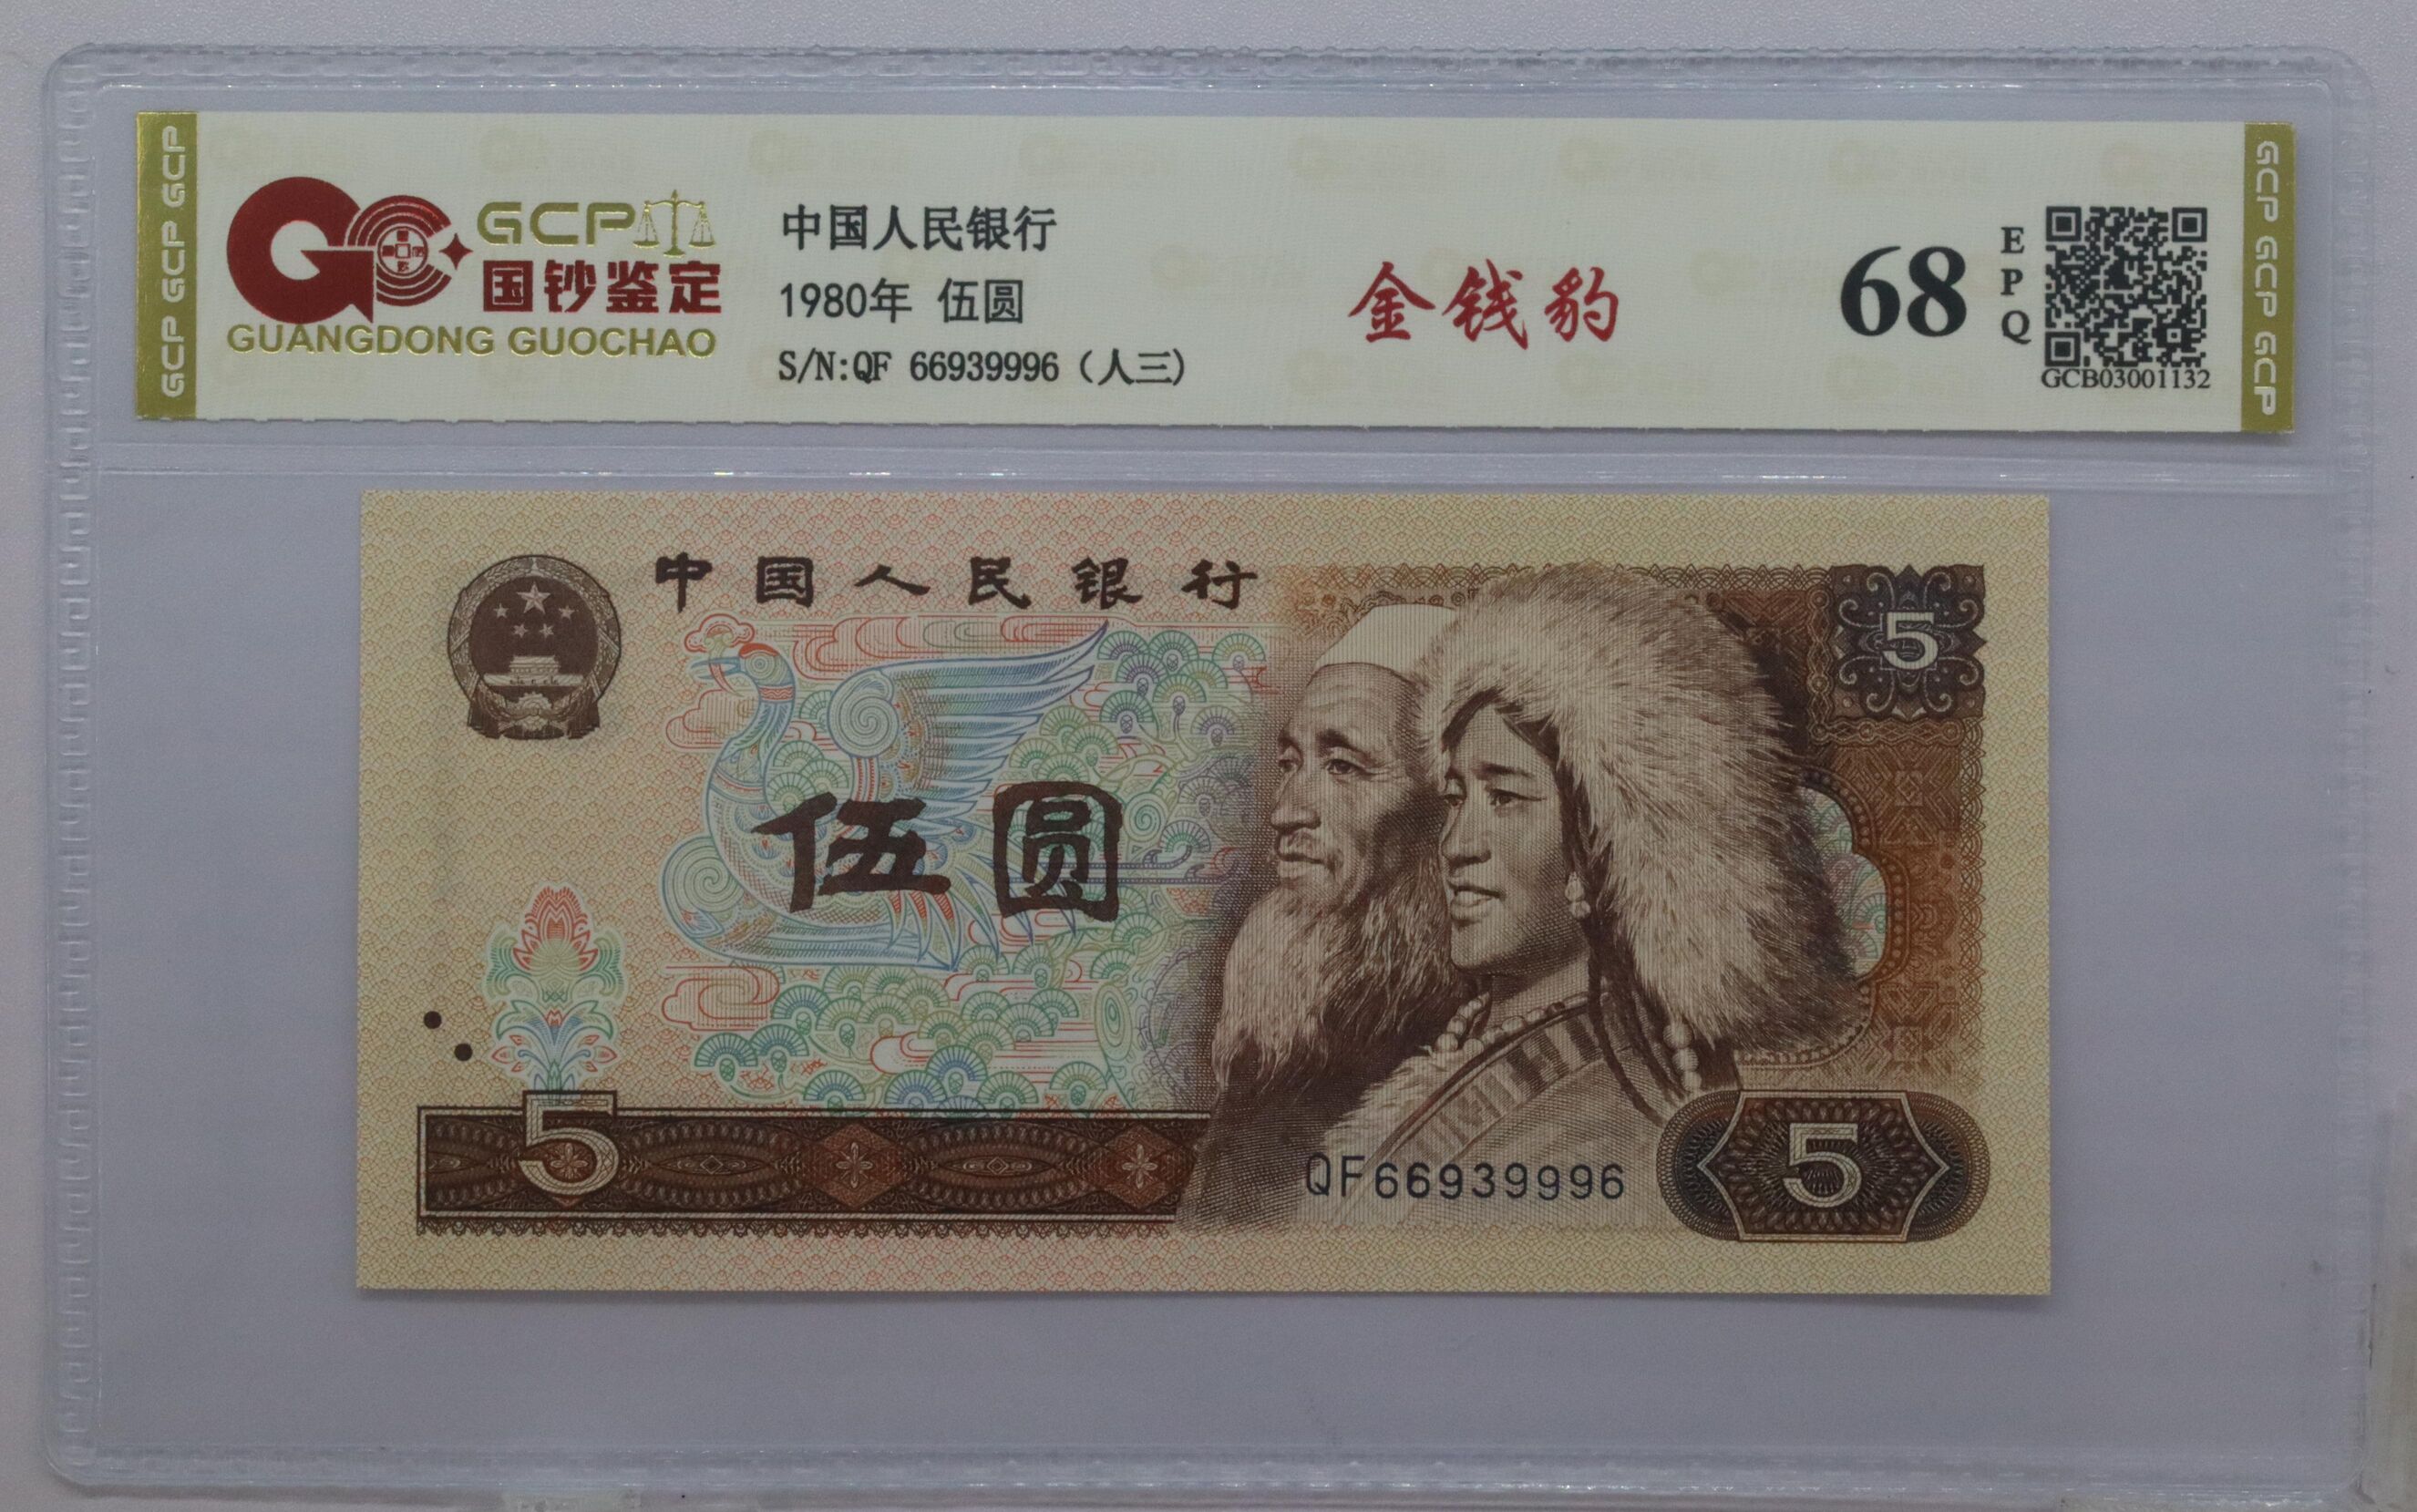 GCP GCP GCP
GCP
国钞鉴定
GUANGDONG GUOCHAO
中国人民银行
1980年 伍圆
S/N:QF 66939996（人三）
金钱豹
68
EPQ
GCB03001132
GCP GCP GCP
中国人民银行
5
伍圆
5
QF66939996
5